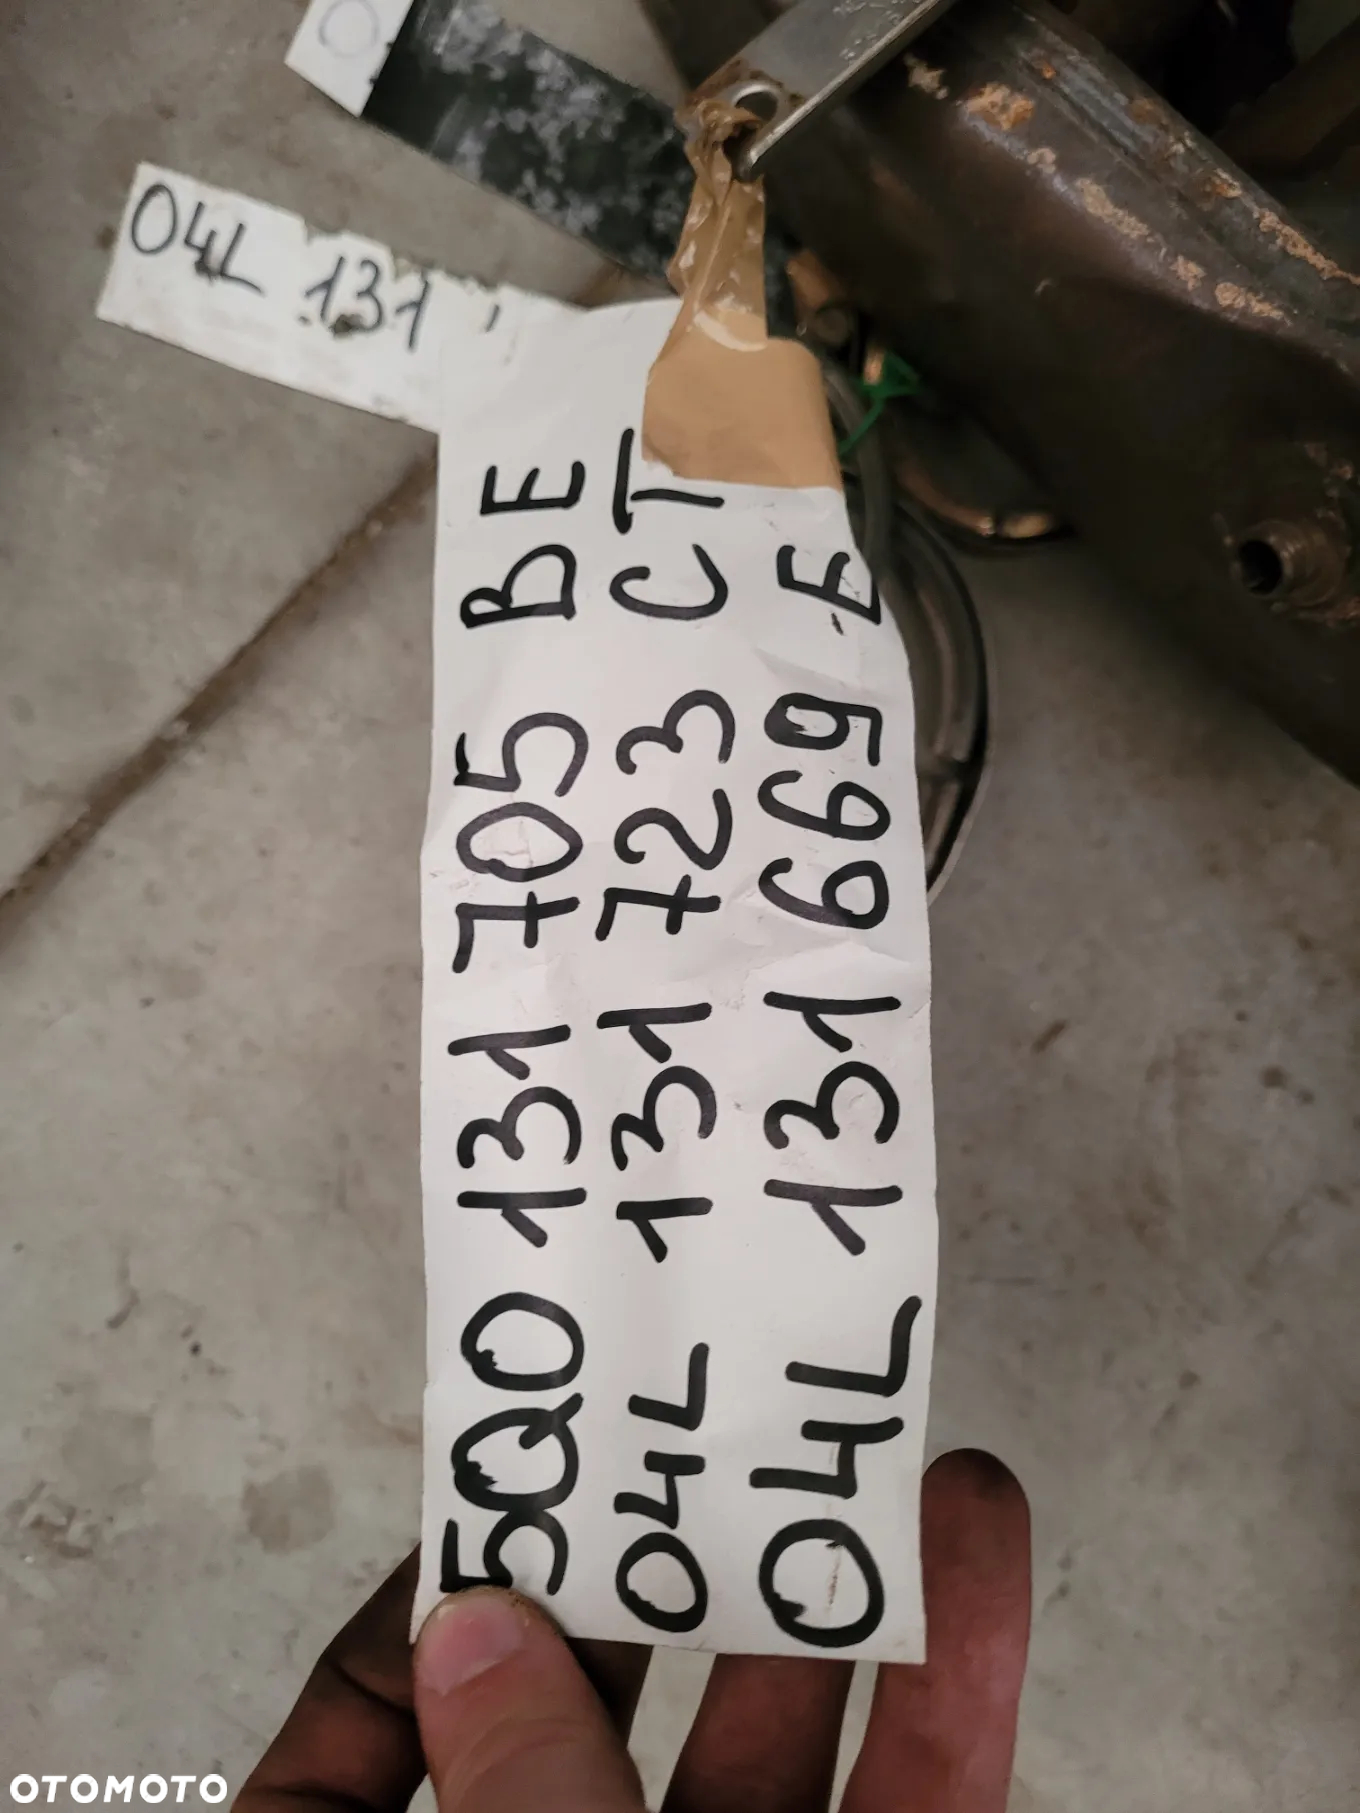 04L 131
5Q0 131 705 BE
04L 131 723 CT
04L 131 669 E
OTOMOTO